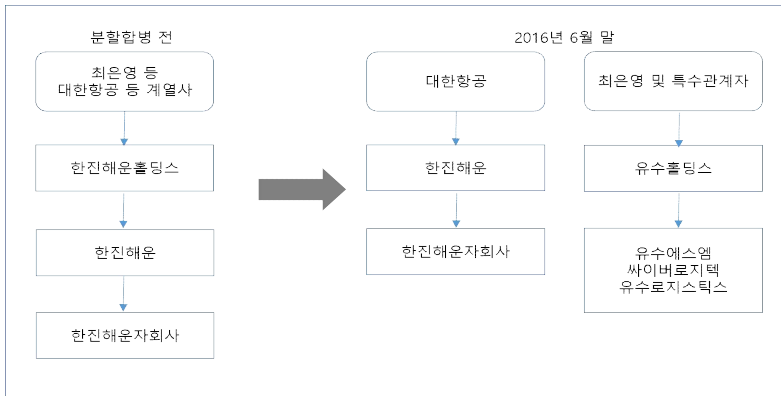 분할합병 전
최은영 등
대한항공 등 계열사
한진해운홀딩스
한진해운
한진해운자회사
2016년 6월 말
대한항공
한진해운
한진해운자회사
최은영 및 특수관계자
유수홀딩스
유수에스엠
싸이버로지텍
유수로지스틱스